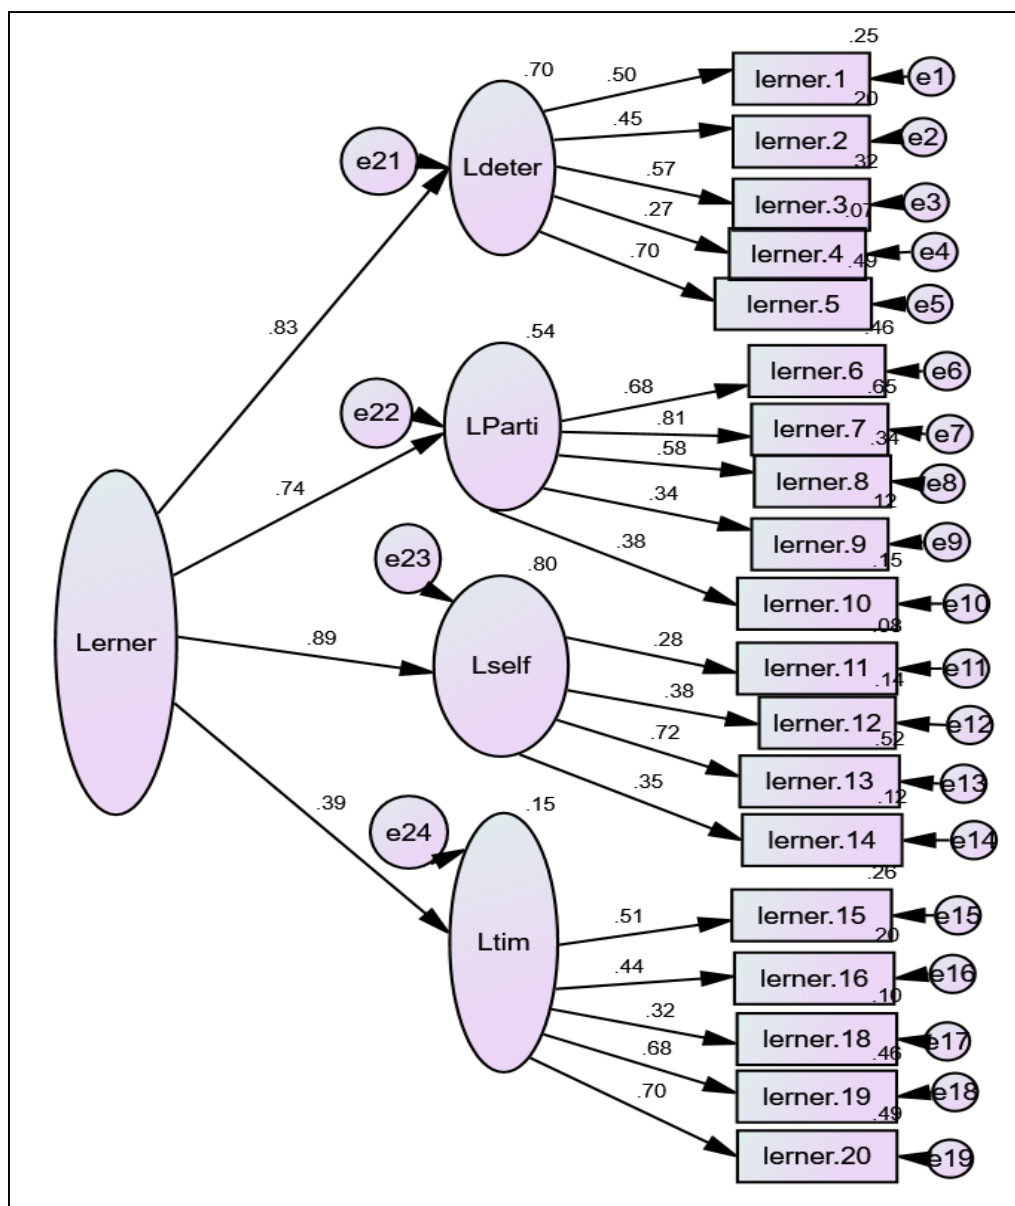 .25
.70
.50
lerner.1
e1
.20
.45
lerner.2
e2
e21
Ldeter
.32
.57
lerner.3
e3
.07
.27
lerner.4
e4
.49
.70
lerner.5
e5
.83
.46
.54
lerner.6
e6
.68
.65
e22
LParti
.81
lerner.7
e7
.34
.58
lerner.8
e8
.12
.74
.34
lerner.9
e9
.15
.38
e23
.80
lerner.10
e10
.08
Lerner
.89
Lself
.28
lerner.11
e11
.14
.38
lerner.12
e12
.52
.72
lerner.13
e13
.12
.35
.39
.15
e24
lerner.14
e14
.26
.51
lerner.15
e15
.20
Ltim
.44
lerner.16
e16
.10
.32
lerner.18
e17
.46
.68
lerner.19
e18
.49
.70
lerner.20
e19